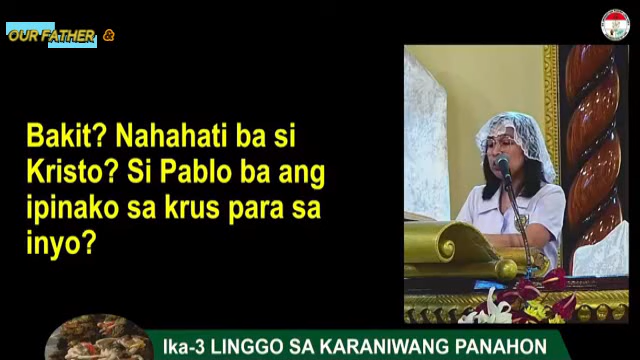 OUR FATHER &
Bakit? Nahahati ba si
Kristo? Si Pablo ba ang
ipinako sa krus para sa
inyo?
Ika-3 LINGGO SA KARANIWANG PANAHON